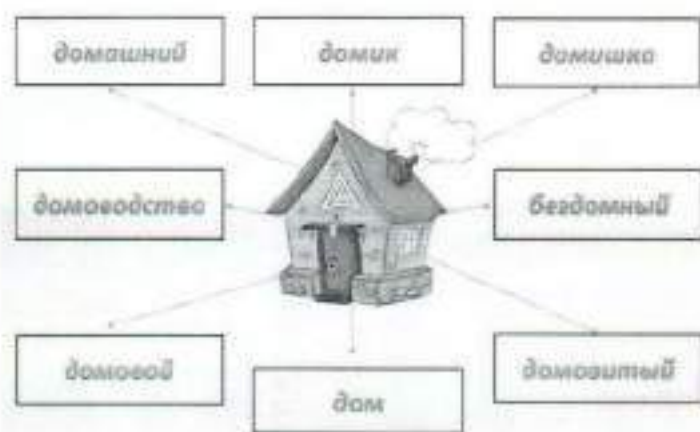 домашний
домик
домишко
домоводство
бездомный
домовой
дом
домовитый